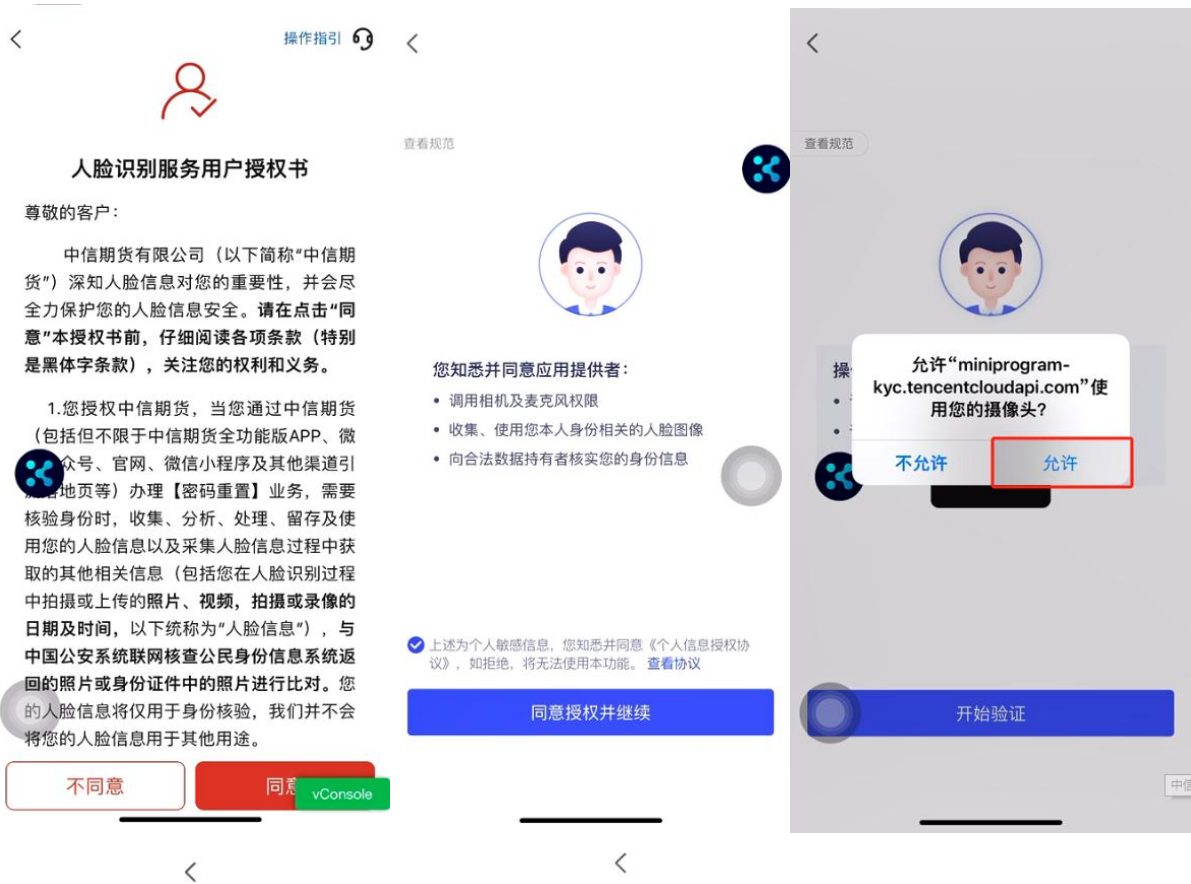 操作指引
人脸识别服务用户授权书
尊敬的客户：
中信期货有限公司（以下简称“中信期
货”）深知人脸信息对您的重要性，并会尽
全力保护您的人脸信息安全。请在点击“同
意”本授权书前，仔细阅读各项条款（特别
是黑体字条款），关注您的权利和义务。
1.您授权中信期货，当您通过中信期货
（包括但不限于中信期货全功能版APP、微
众号、官网、微信小程序及其他渠道引
地页等）办理【密码重置】业务，需要
核验身份时，收集、分析、处理、留存及使
用您的人脸信息以及采集人脸信息过程中获
取的其他相关信息（包括您在人脸识别过程
中拍摄或上传的照片、视频，拍摄或录像的
日期及时间，以下统称为“人脸信息”），与
中国公安系统联网核查公民身份信息系统返
回的照片或身份证件中的照片进行比对。您
的人脸信息将仅用于身份核验，我们并不会
将您的人脸信息用于其他用途。
不同意
同意
vConsole
查看规范
您知悉并同意应用提供者：
• 调用相机及麦克风权限
• 收集、使用您本人身份相关的人脸图像
• 向合法数据持有者核实您的身份信息
上述为个人敏感信息，您知悉并同意《个人信息授权协
议》，如拒绝，将无法使用本功能。 查看协议
同意授权并继续
查看规范
操
允许“miniprogram-
kyc.tencentcloudapi.com”使
用您的摄像头？
不允许
允许
开始验证
中信